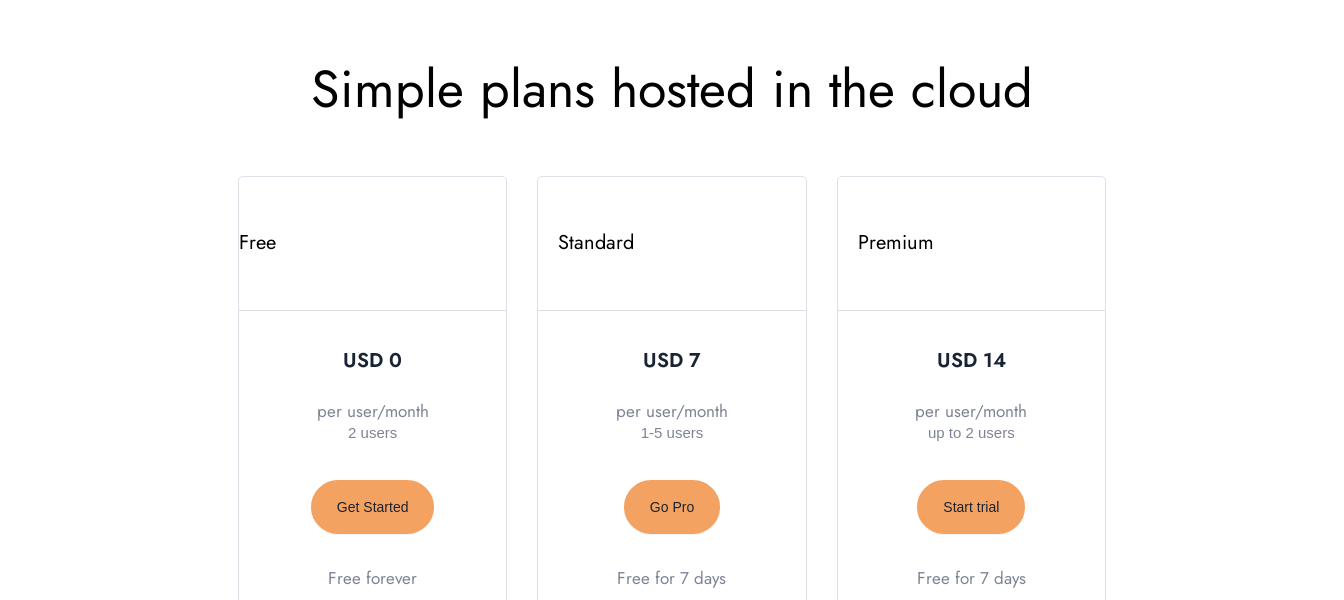 Simple plans hosted in the cloud
Free
Standard
Premium
USD 0
USD 7
USD 14
per user/month
per user/month
per user/month
2 users
1-5 users
up to 2 users
Get Started
Go Pro
Start trial
Free forever
Free for 7 days
Free for 7 days